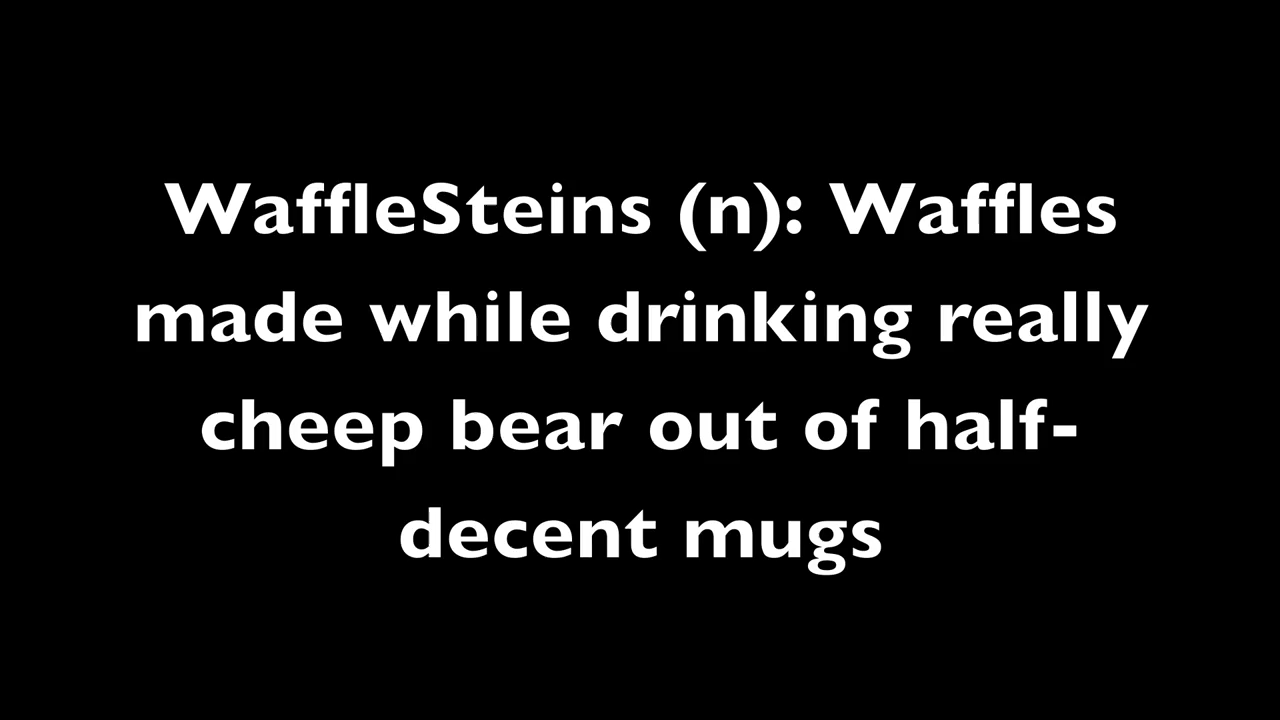 WaffleSteins (n): Waffles
made while drinking really
cheep bear out of half-
decent mugs